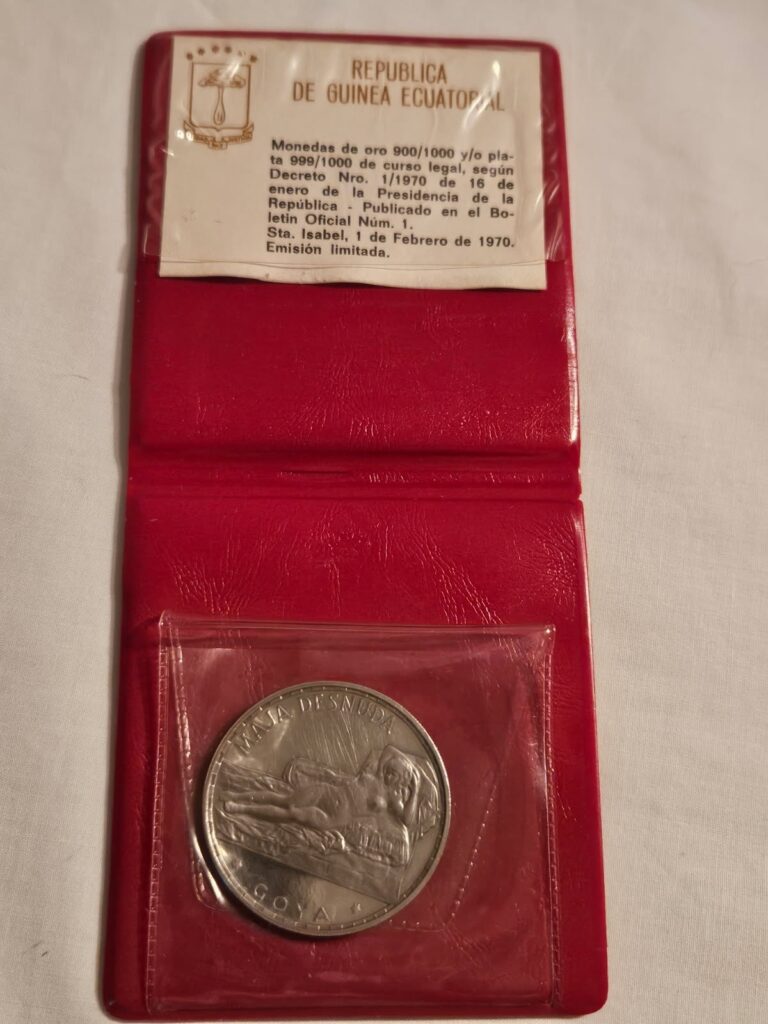 REPUBLICA
DE GUINEA ECUATORIAL
Monedas de oro 900/1000 y/o pla-
ta 999/1000 de curso legal, según
Decreto Nro. 1/1970 de 16 de
enero de la Presidencia de la
República - Publicado en el Bo-
letin Oficial Núm. 1.
Sta. Isabel, 1 de Febrero de 1970.
Emisión limitada.
MAJA DESNUDA
GOYA